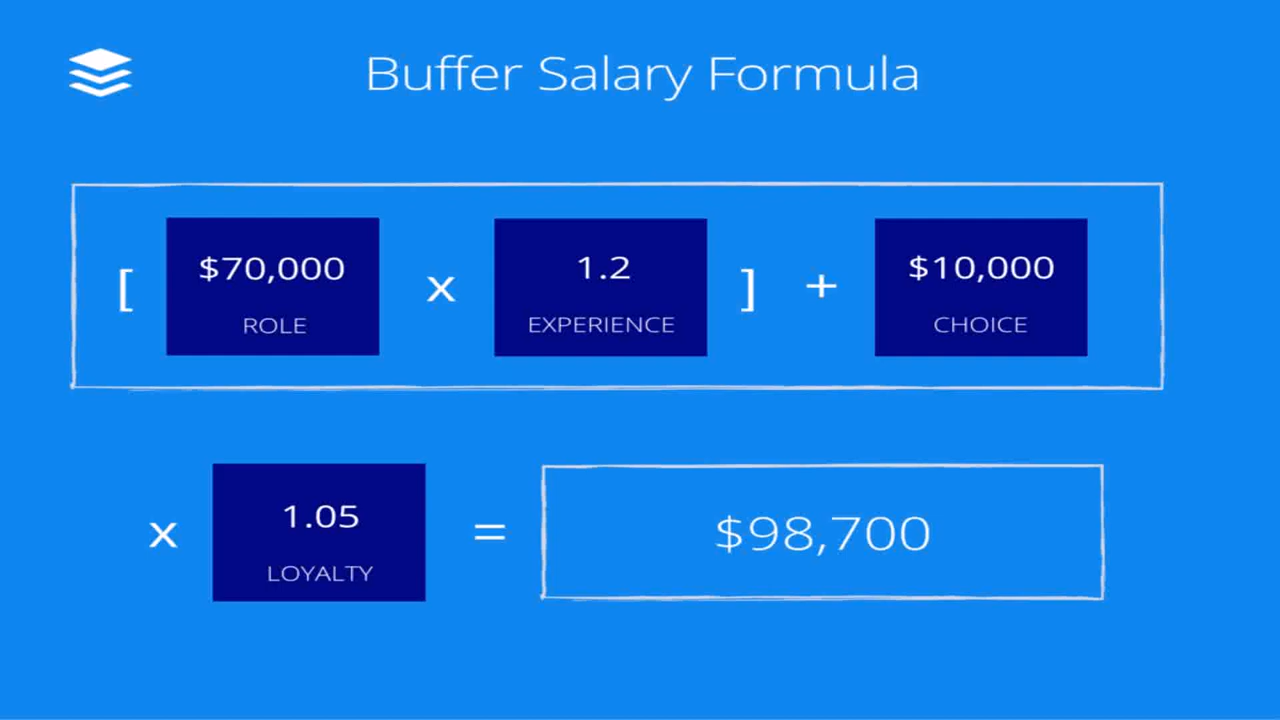 Buffer Salary Formula
[ $70,000 x 1.2 ] + $10,000
ROLE EXPERIENCE CHOICE
x 1.05 = $98,700
LOYALTY